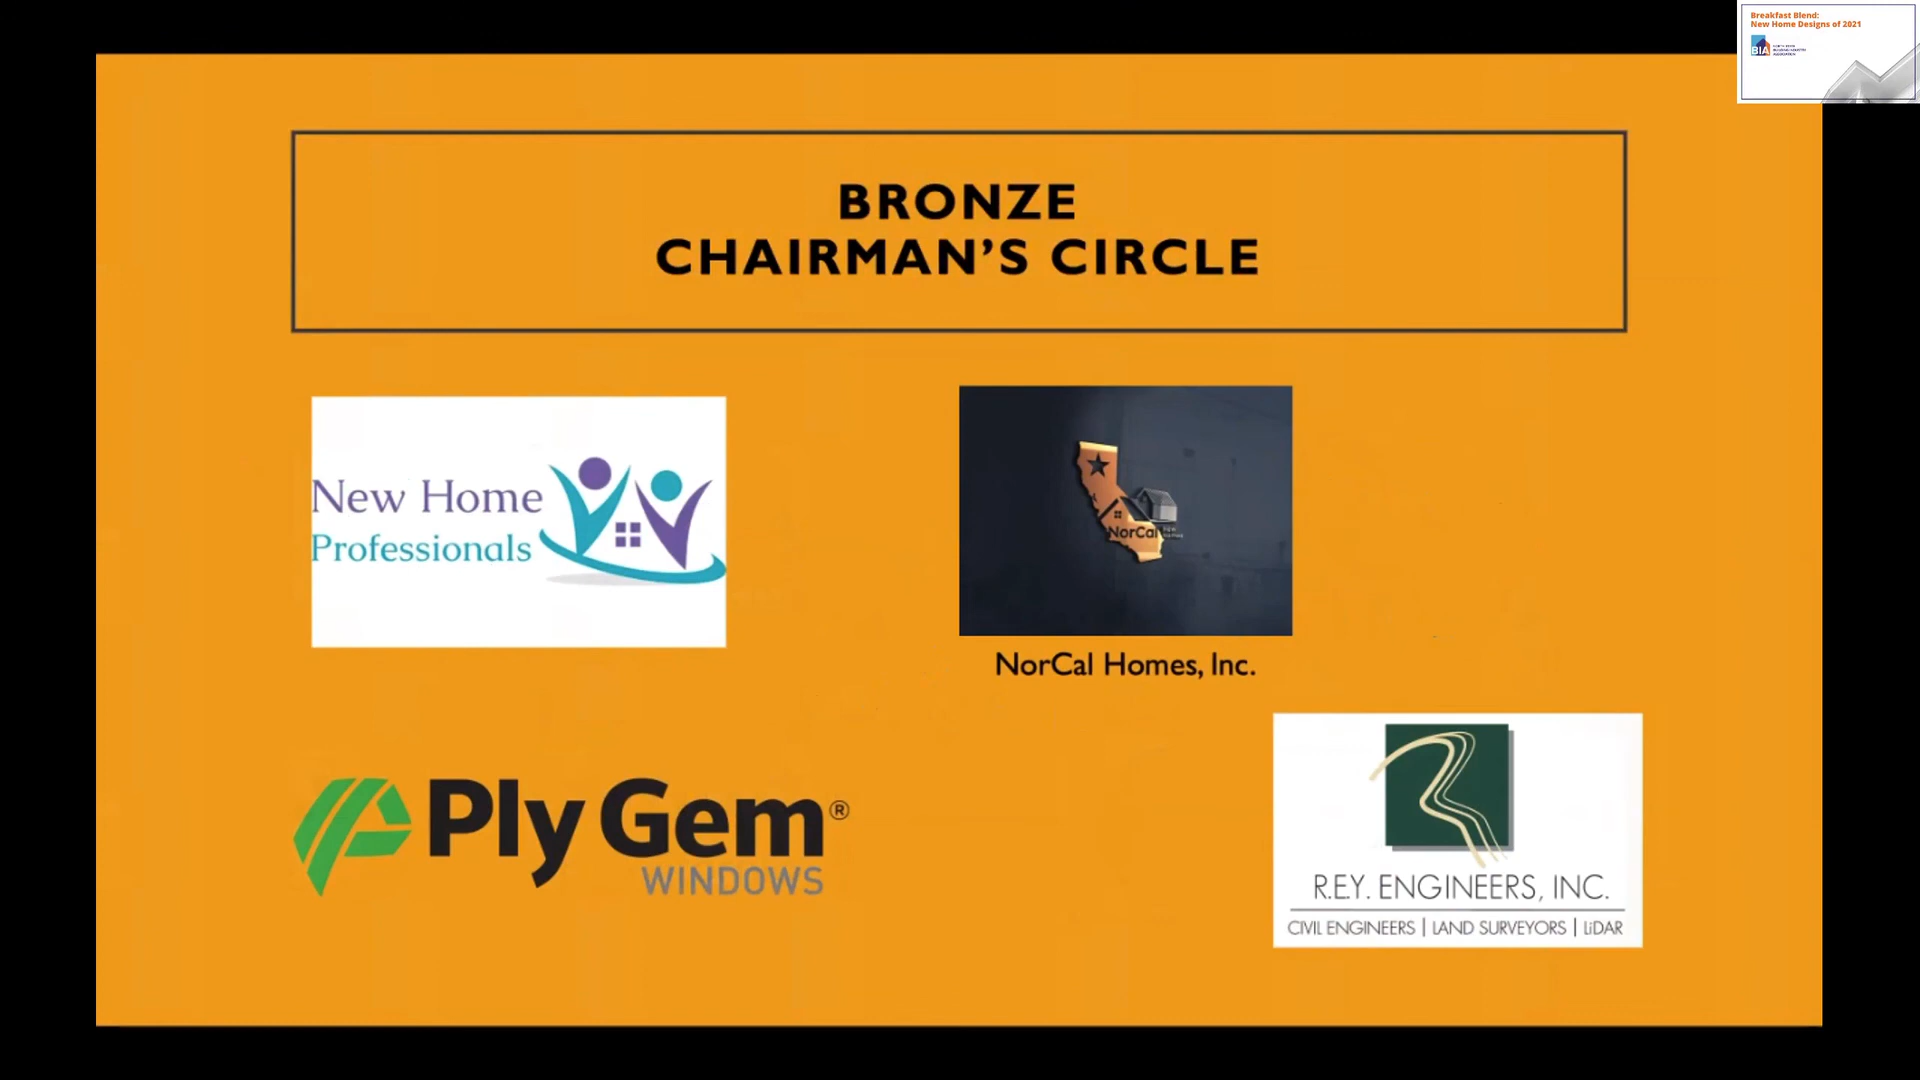 Breakfast Blend:
New Home Designs of 2021
BIA
BRONZE
CHAIRMAN’S CIRCLE
New Home
Professionals
NorCal
NorCal Homes, Inc.
Ply Gem®
WINDOWS
R.E.Y. ENGINEERS, INC.
CIVIL ENGINEERS | LAND SURVEYORS | LiDAR